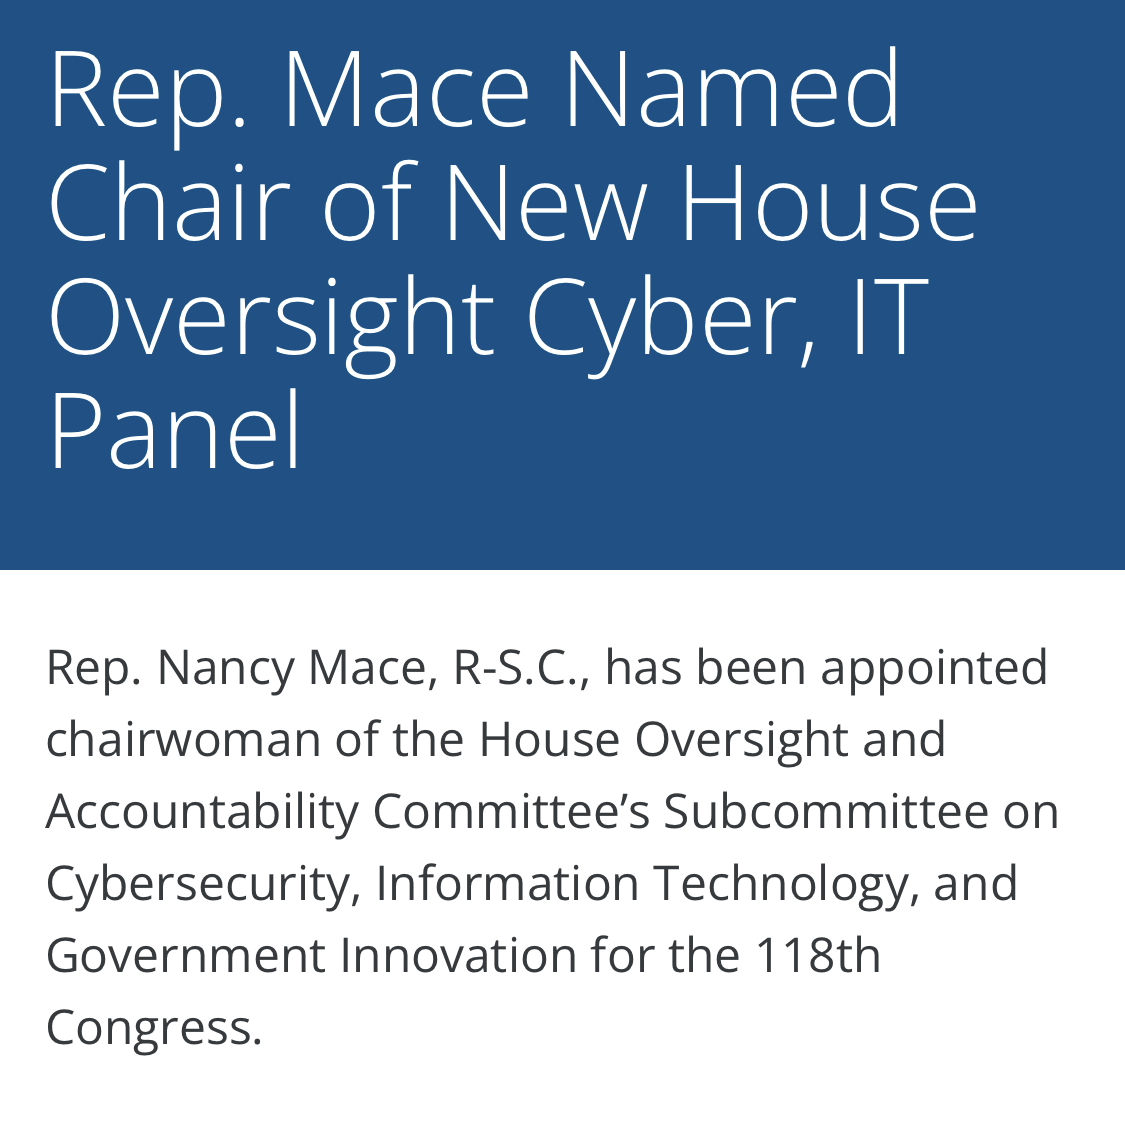 Rep. Mace Named
Chair of New House
Oversight Cyber, IT
Panel
Rep. Nancy Mace, R-S.C., has been appointed
chairwoman of the House Oversight and
Accountability Committee’s Subcommittee on
Cybersecurity, Information Technology, and
Government Innovation for the 118th
Congress.